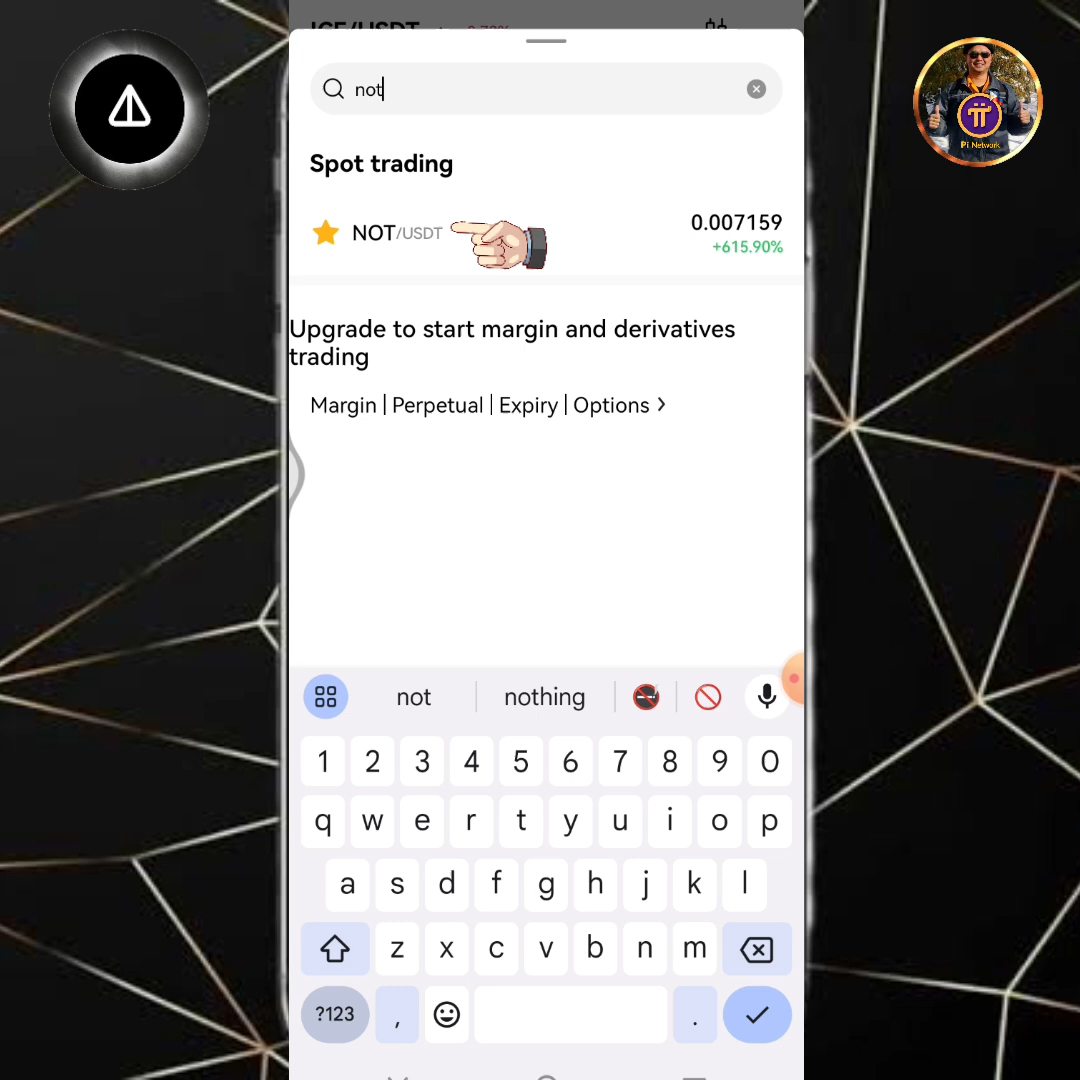 ICE/USDT
not
Spot trading
NOT/USDT
0.007159
+615.90%
Upgrade to start margin and derivatives
trading
Margin | Perpetual | Expiry | Options >
not nothing
1 2 3 4 5 6 7 8 9 0
q w e r t y u i o p
a s d f g h j k l
z x c v b n m
?123 , .
Pi Network